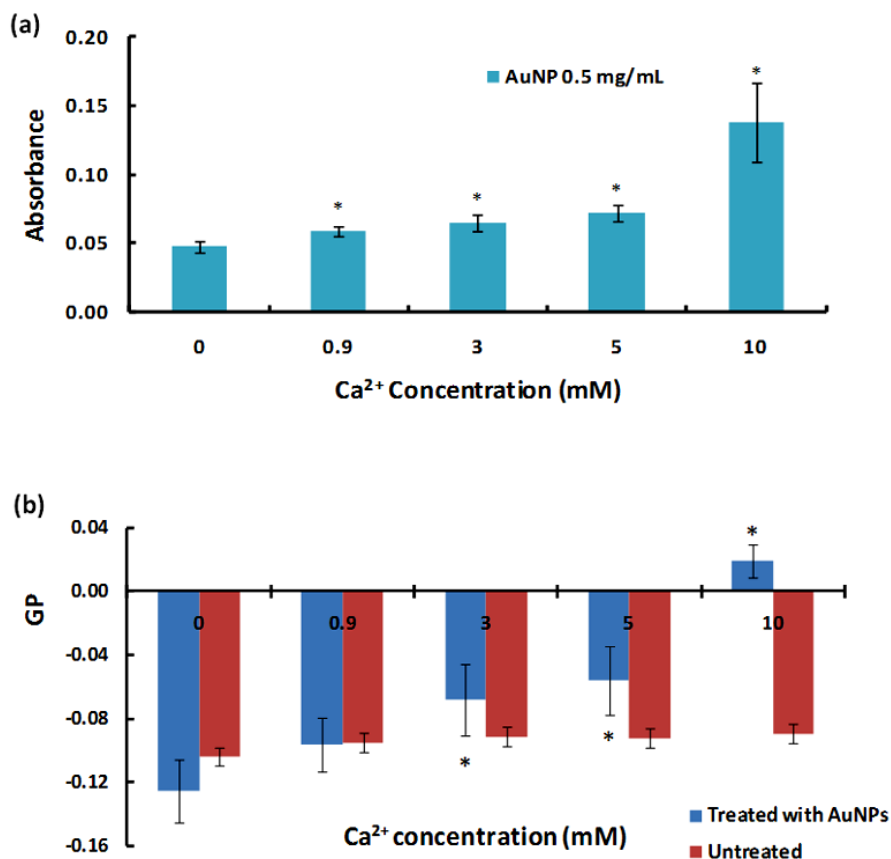 (a)
0.20
0.15
0.10
0.05
0.00
Absorbance
AuNP 0.5 mg/mL
* * * *
0 0.9 3 5 10
Ca²⁺ Concentration (mM)
(b)
0.04
0.00
-0.04
-0.08
-0.12
-0.16
GP
*
0 0.9 3 5 10
* *
Ca²⁺ concentration (mM)
Treated with AuNPs
Untreated